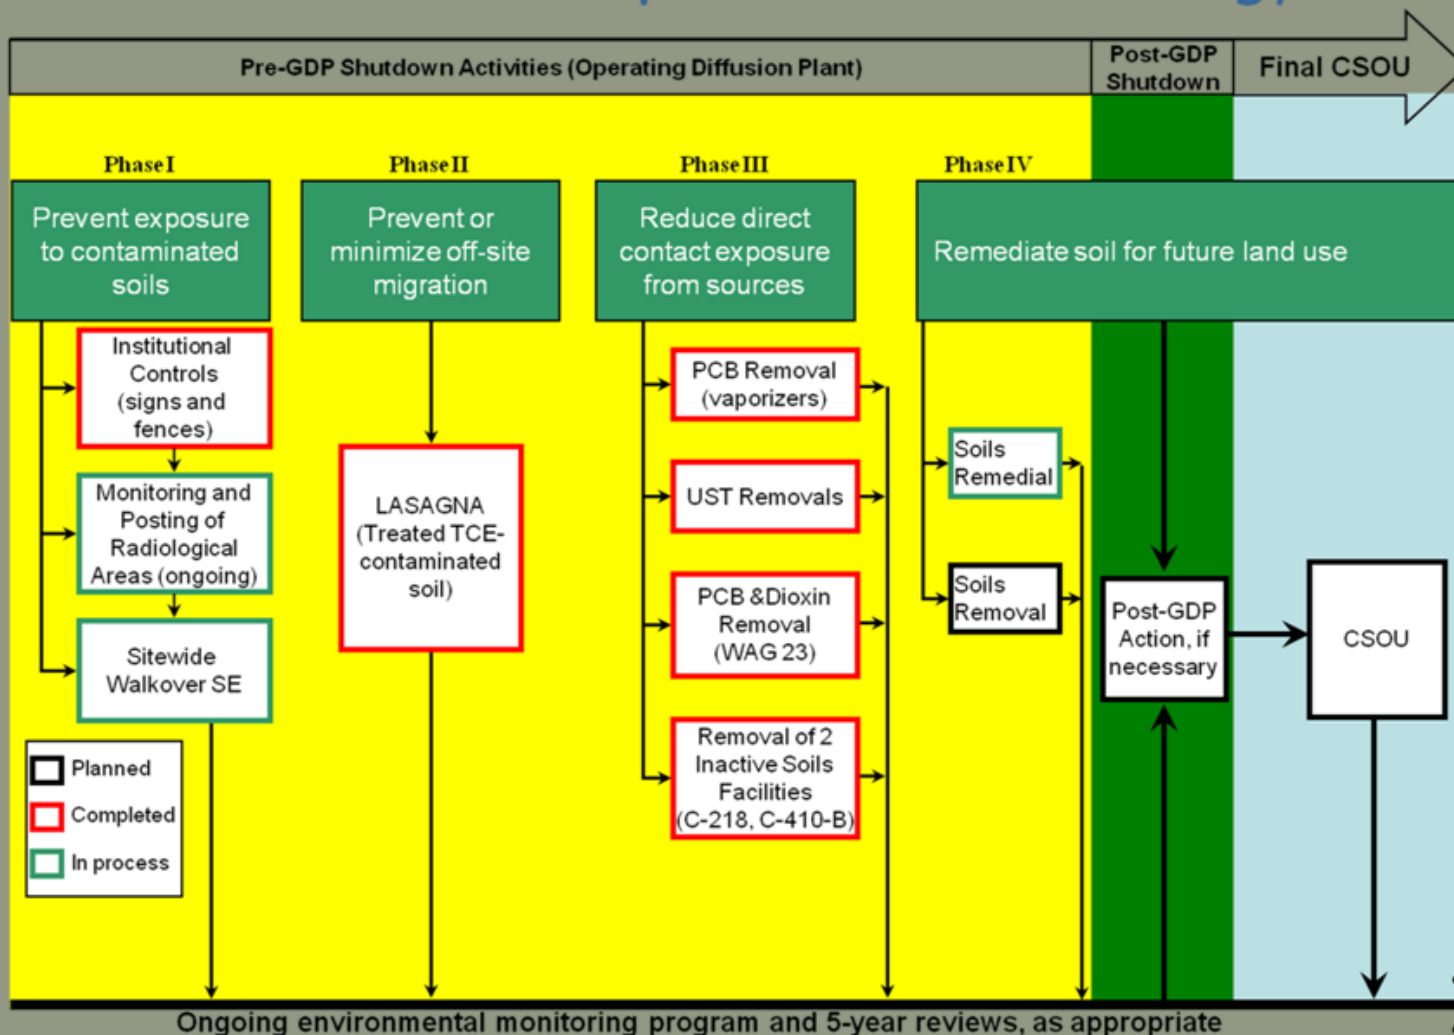 Pre-GDP Shutdown Activities (Operating Diffusion Plant)
Post-GDP
Shutdown
Final CSOU
Phase I
Phase II
Phase III
Phase IV
Prevent exposure
to contaminated
soils
Prevent or
minimize off-site
migration
Reduce direct
contact exposure
from sources
Remediate soil for future land use
Institutional
Controls
(signs and
fences)
Monitoring and
Posting of
Radiological
Areas (ongoing)
Sitewide
Walkover SE
LASAGNA
(Treated TCE-
contaminated
soil)
PCB Removal
(vaporizers)
UST Removals
PCB &Dioxin
Removal
(WAG 23)
Removal of 2
Inactive Soils
Facilities
(C-218, C-410-B)
Soils
Remedial
Soils
Removal
Post-GDP
Action, if
necessary
CSOU
Planned
Completed
In process
Ongoing environmental monitoring program and 5-year reviews, as appropriate